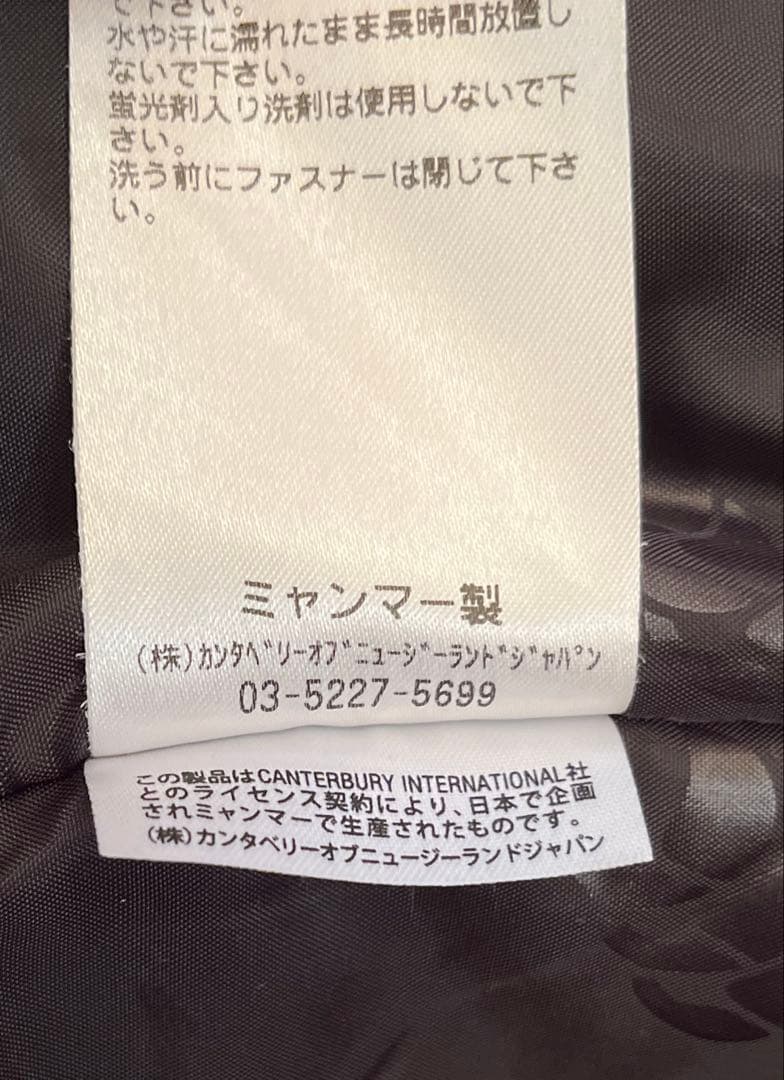 て下さい。
水や汗に濡れたまま長時間放置し
ないで下さい。
蛍光剤入り洗剤は使用しないで下
さい。
洗う前にファスナーは閉じて下さ
い。
ミャンマー製
(株)カンタベリーオブニュージーランドジャパン
03-5227-5699
この製品はCANTERBURY INTERNATIONAL社
とのライセンス契約により、日本で企画
されミャンマーで生産されたものです。
(株)カンタベリーオブニュージーランドジャパン